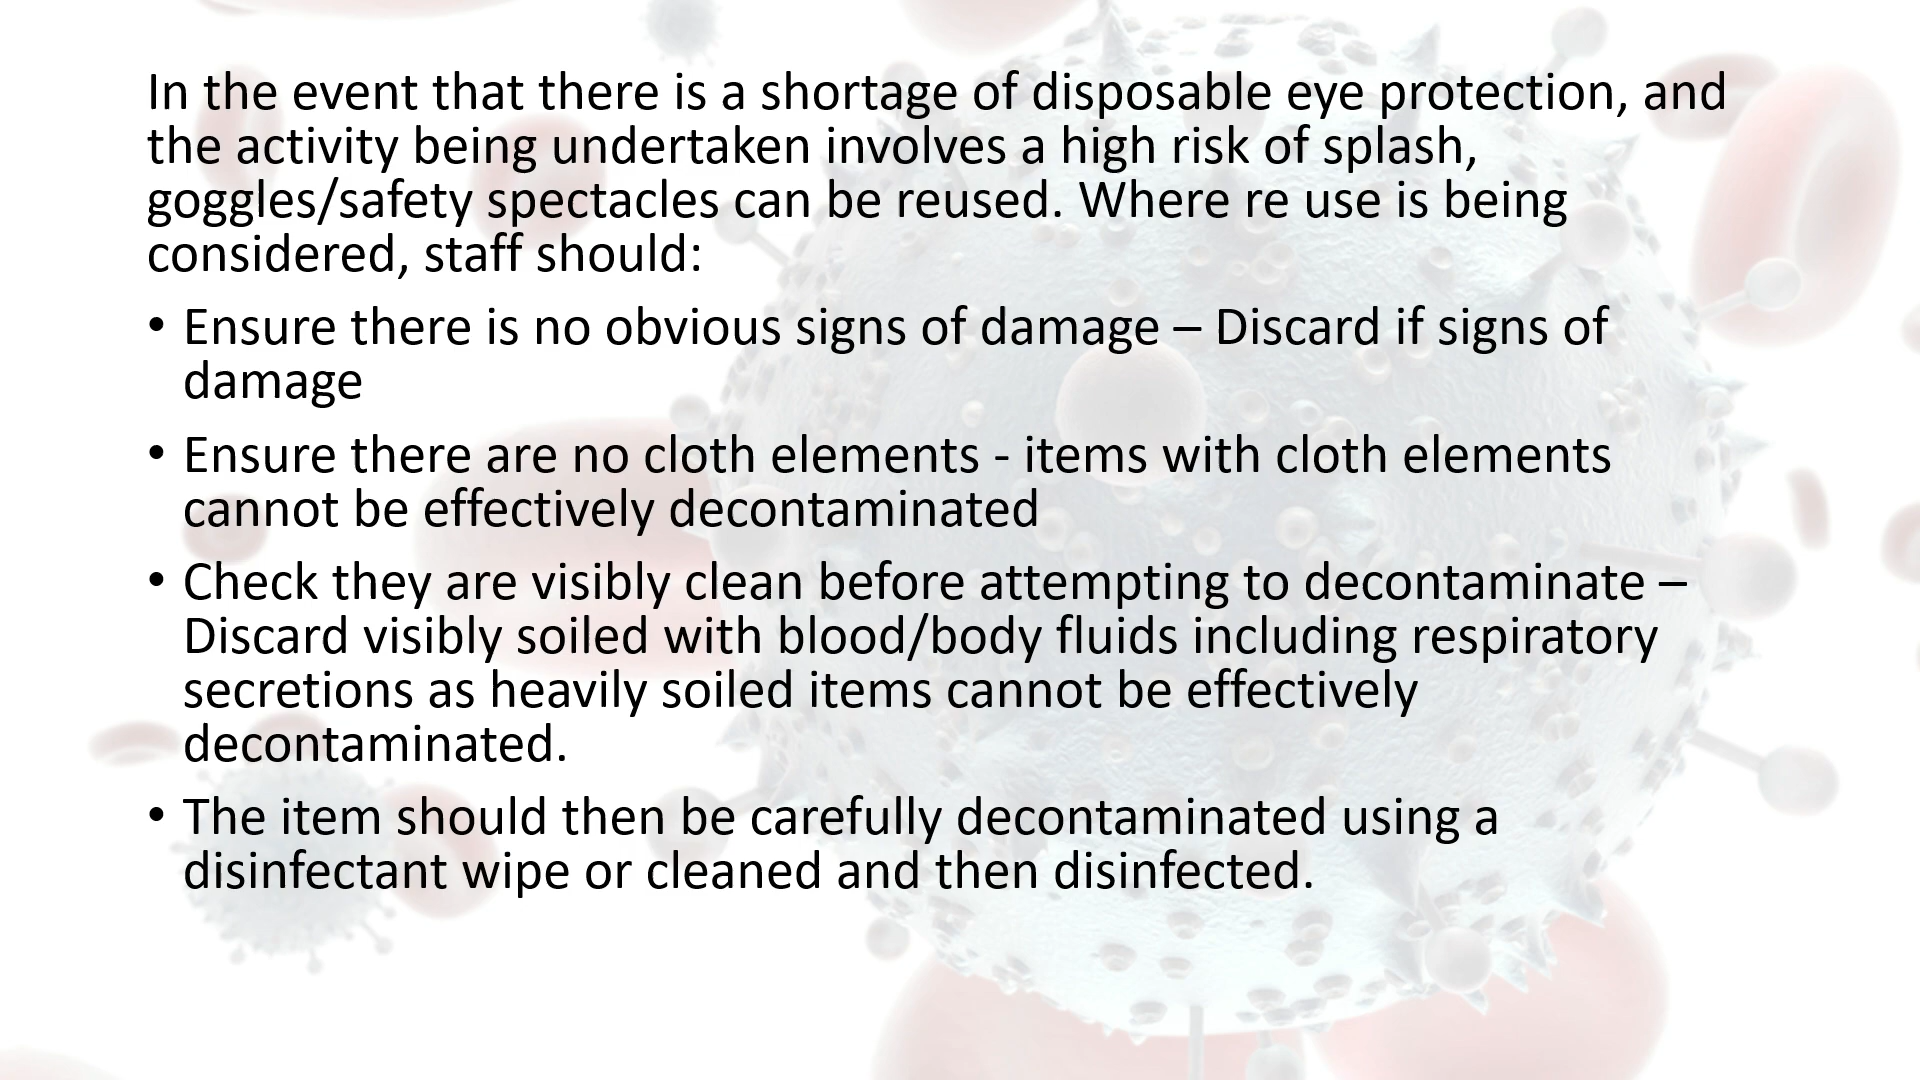 In the event that there is a shortage of disposable eye protection, and
the activity being undertaken involves a high risk of splash,
goggles/safety spectacles can be reused. Where re use is being
considered, staff should:
• Ensure there is no obvious signs of damage – Discard if signs of
damage
• Ensure there are no cloth elements - items with cloth elements
cannot be effectively decontaminated
• Check they are visibly clean before attempting to decontaminate –
Discard visibly soiled with blood/body fluids including respiratory
secretions as heavily soiled items cannot be effectively
decontaminated.
• The item should then be carefully decontaminated using a
disinfectant wipe or cleaned and then disinfected.